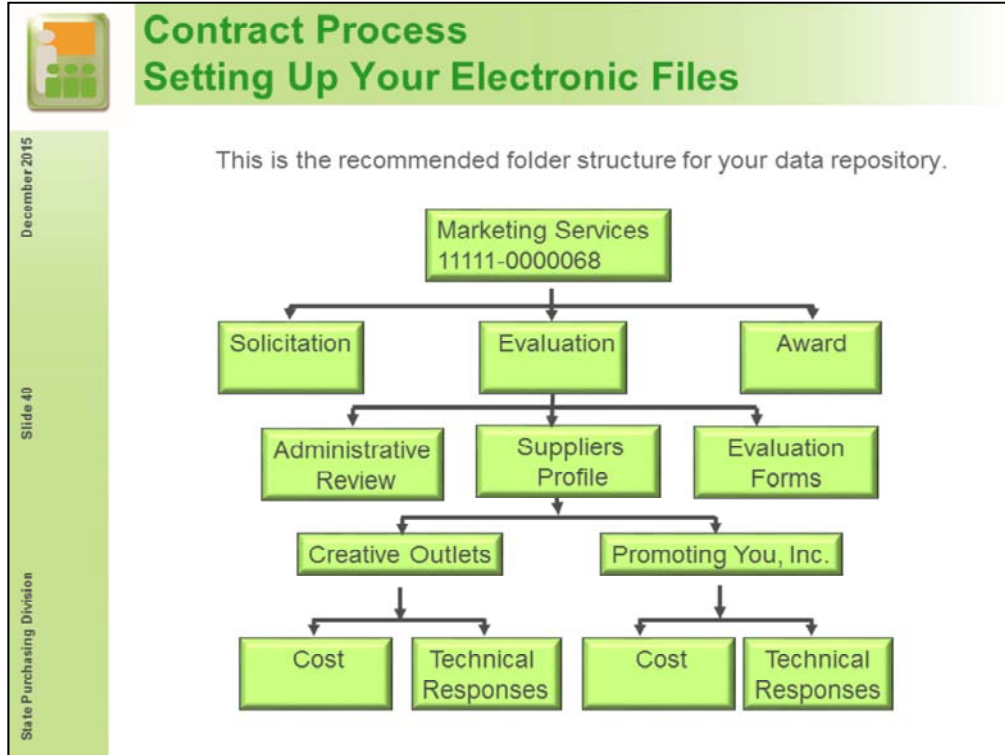 Contract Process
Setting Up Your Electronic Files
December 2015
Slide 40
State Purchasing Division
This is the recommended folder structure for your data repository.
Marketing Services
11111-0000068
Solicitation
Evaluation
Award
Administrative
Review
Suppliers
Profile
Evaluation
Forms
Creative Outlets
Promoting You, Inc.
Cost
Technical
Responses
Cost
Technical
Responses